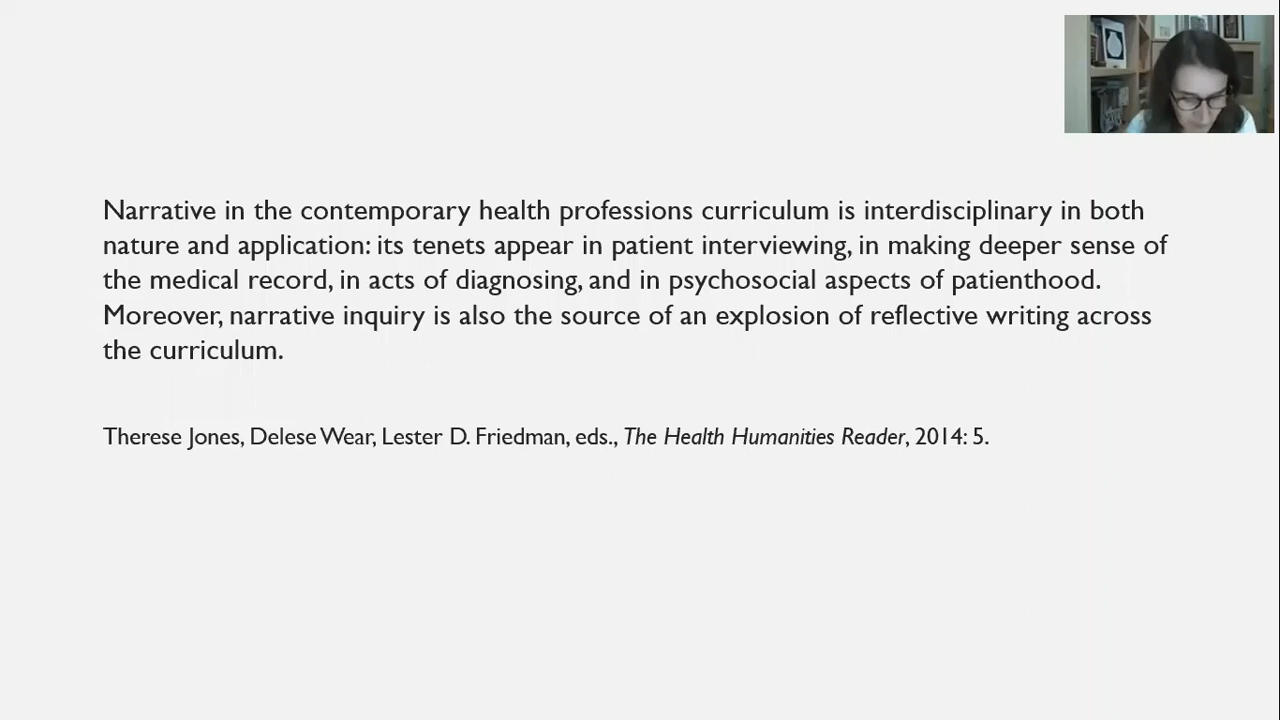 Narrative in the contemporary health professions curriculum is interdisciplinary in both
nature and application: its tenets appear in patient interviewing, in making deeper sense of
the medical record, in acts of diagnosing, and in psychosocial aspects of patienthood.
Moreover, narrative inquiry is also the source of an explosion of reflective writing across
the curriculum.
Therese Jones, Delese Wear, Lester D. Friedman, eds., The Health Humanities Reader, 2014: 5.